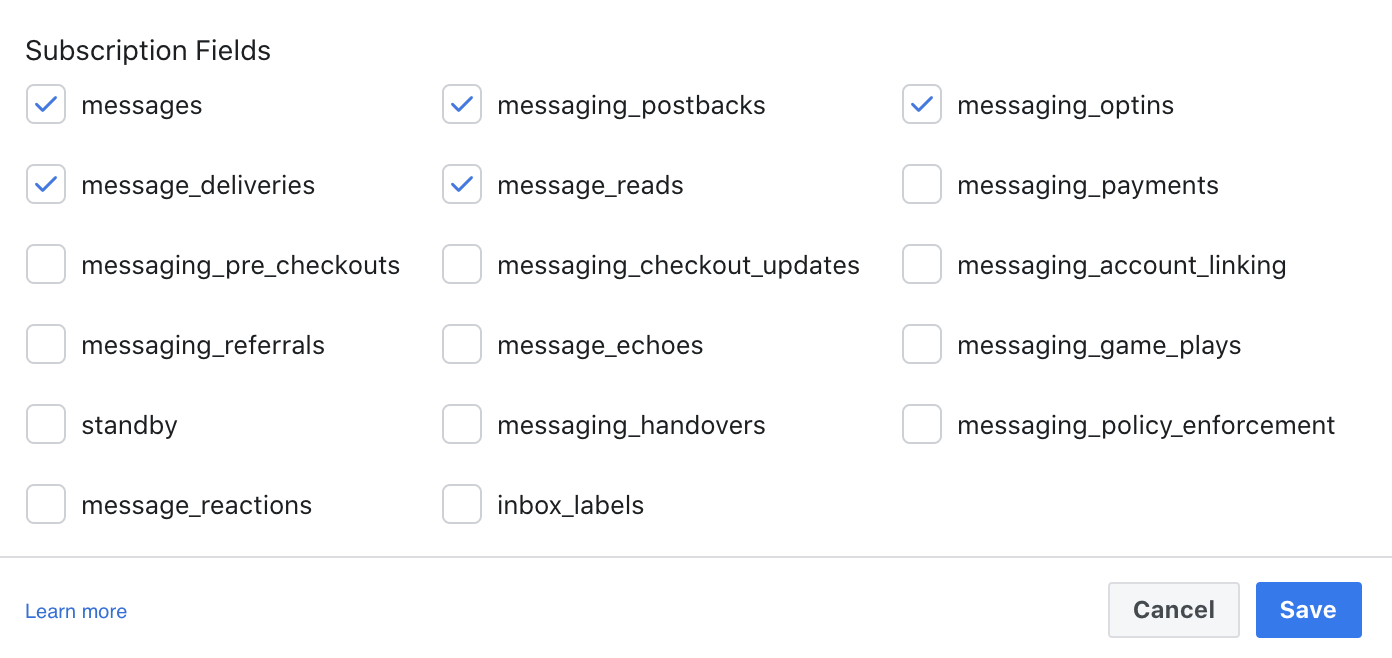 Subscription Fields
messages messaging_postbacks messaging_optins
message_deliveries message_reads messaging_payments
messaging_pre_checkouts messaging_checkout_updates messaging_account_linking
messaging_referrals message_echoes messaging_game_plays
standby messaging_handovers messaging_policy_enforcement
message_reactions inbox_labels
Learn more Cancel Save